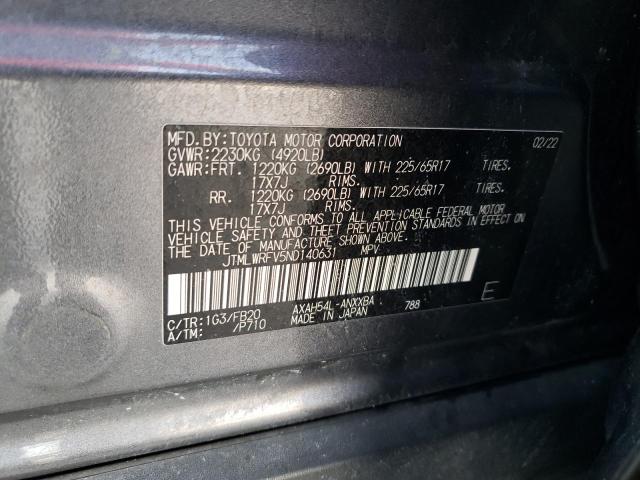 MFD.BY:TOYOTA MOTOR CORPORATION 02/22
GVWR:2230KG (4920LB)
GAWR:FRT. 1220KG (2690LB) WITH 225/65R17 TIRES.
17X7J RIMS.
RR. 1220KG (2690LB) WITH 225/65R17 TIRES.
17X7J RIMS.
THIS VEHICLE CONFORMS TO ALL APPLICABLE FEDERAL MOTOR
VEHICLE SAFETY AND THEFT PREVENTION STANDARDS IN EFFECT ON
THE DATE OF MANUFACTURE SHOWN ABOVE.
JTMLWRFV5ND140631 MPV
C/TR:1G3/FB20 AXAH54L-ANXXBA 788 E
A/TM: /P710 MADE IN JAPAN